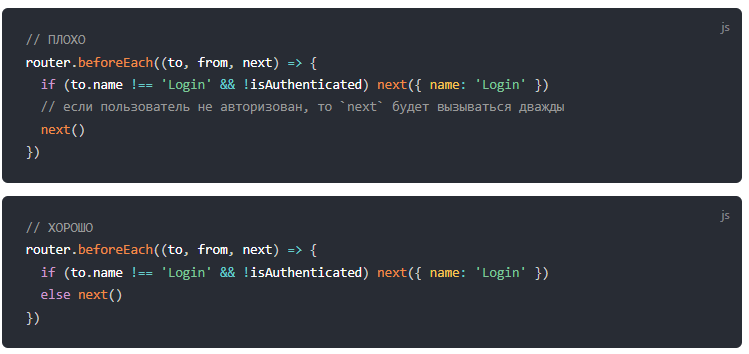 js
// ПЛОХО
router.beforeEach((to, from, next) => {
  if (to.name !== 'Login' && !isAuthenticated) next({ name: 'Login' })
  // если пользователь не авторизован, то `next` будет вызываться дважды
  next()
})
js
// ХОРОШО
router.beforeEach((to, from, next) => {
  if (to.name !== 'Login' && !isAuthenticated) next({ name: 'Login' })
  else next()
})